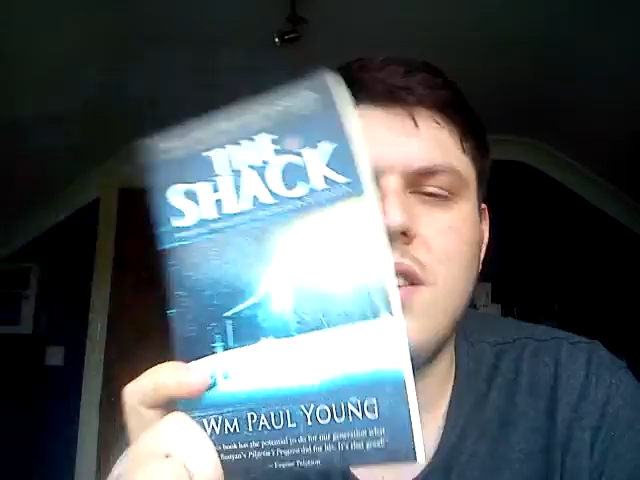 THE
SHACK
WM PAUL YOUNG
book has the potential to do for our generation what
Bunyan's Pilgrim's Progress did for his. It's that good!
– Eugene Peterson